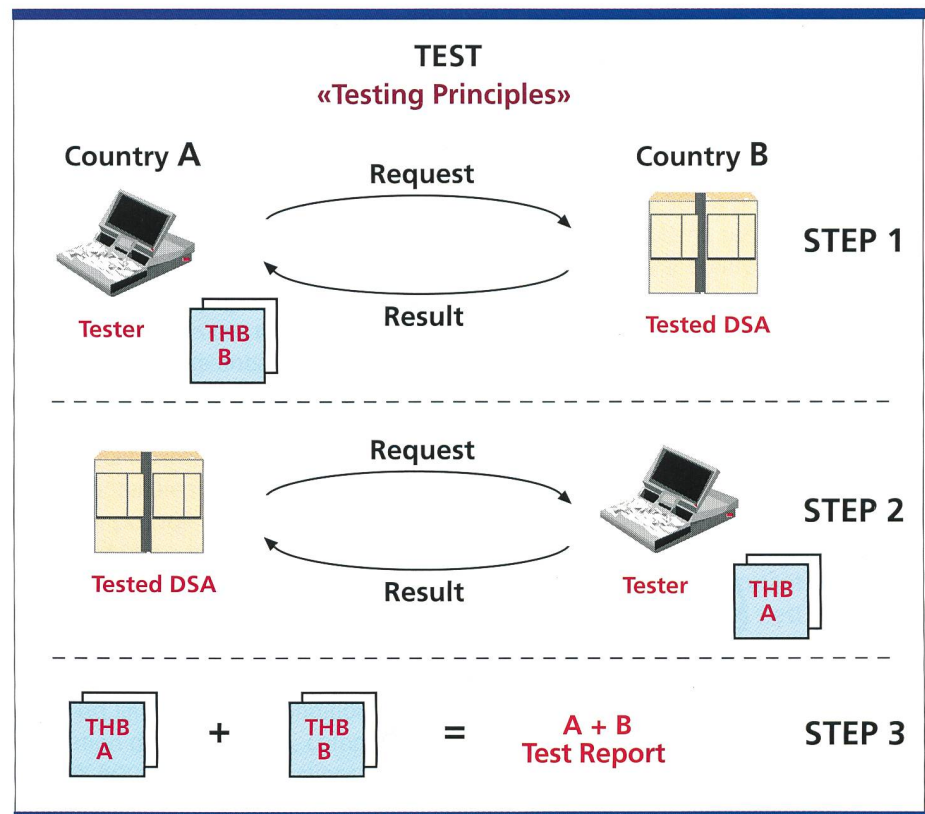 TEST
«Testing Principles»
Country A
Country B
Request
STEP 1
Result
Tester
THB
B
Tested DSA
Request
STEP 2
Tested DSA
Result
Tester
THB
A
THB
A
+
THB
B
=
A + B
Test Report
STEP 3